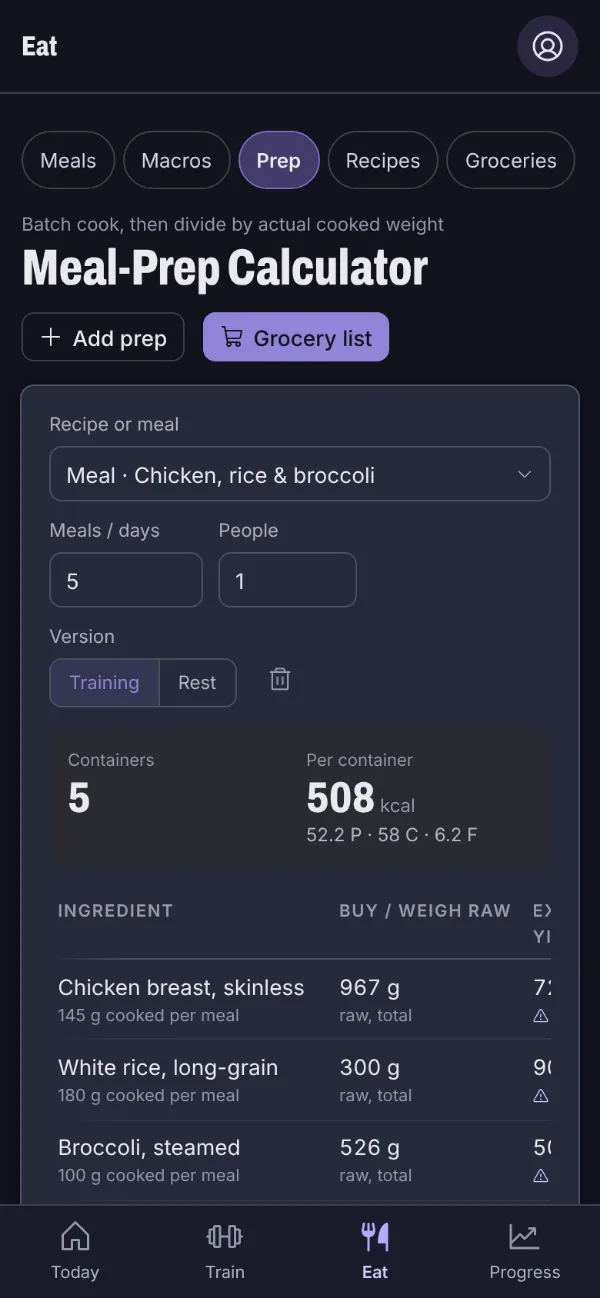 Eat
Meals Macros Prep Recipes Groceries
Batch cook, then divide by actual cooked weight
Meal-Prep Calculator
Add prep Grocery list
Recipe or meal
Meal · Chicken, rice & broccoli
Meals / days People
5 1
Version
Training Rest
Containers Per container
5 508 kcal
52.2 P · 58 C · 6.2 F
INGREDIENT BUY / WEIGH RAW
Chicken breast, skinless 967 g
145 g cooked per meal raw, total
White rice, long-grain 300 g
180 g cooked per meal raw, total
Broccoli, steamed 526 g
100 g cooked per meal raw, total
Today Train Eat Progress